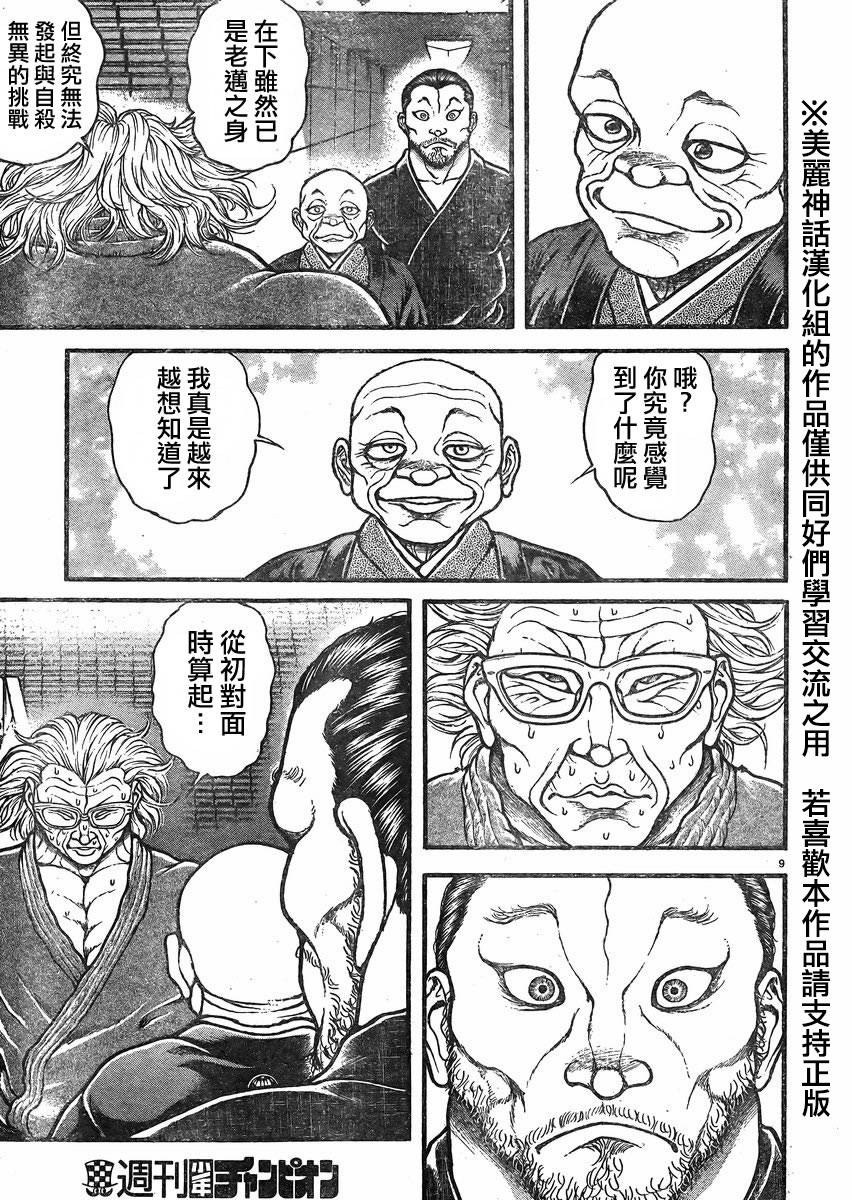 在下雖然已
是老邁之身
但終究無法
發起與自殺
無異的挑戰
哦？
你究竟感覺
到了什麼呢
我真是越來
越想知道了
從初對面
時算起…
9
週刊少年チャンピオン
※美麗神話漢化組的作品僅供同好們學習交流之用　若喜歡本作品請支持正版